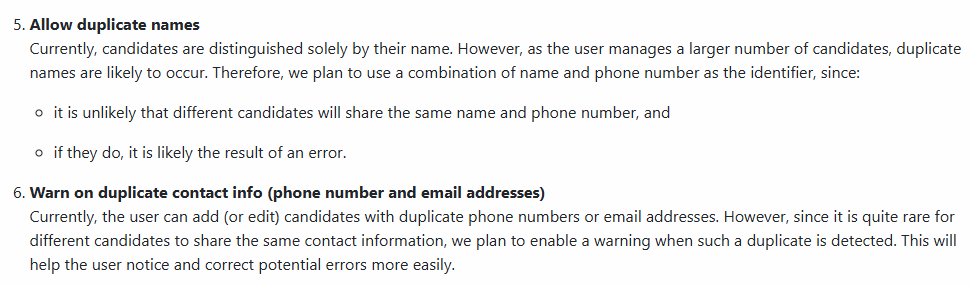 5. Allow duplicate names
Currently, candidates are distinguished solely by their name. However, as the user manages a larger number of candidates, duplicate
names are likely to occur. Therefore, we plan to use a combination of name and phone number as the identifier, since:
○ it is unlikely that different candidates will share the same name and phone number, and
○ if they do, it is likely the result of an error.
6. Warn on duplicate contact info (phone number and email addresses)
Currently, the user can add (or edit) candidates with duplicate phone numbers or email addresses. However, since it is quite rare for
different candidates to share the same contact information, we plan to enable a warning when such a duplicate is detected. This will
help the user notice and correct potential errors more easily.